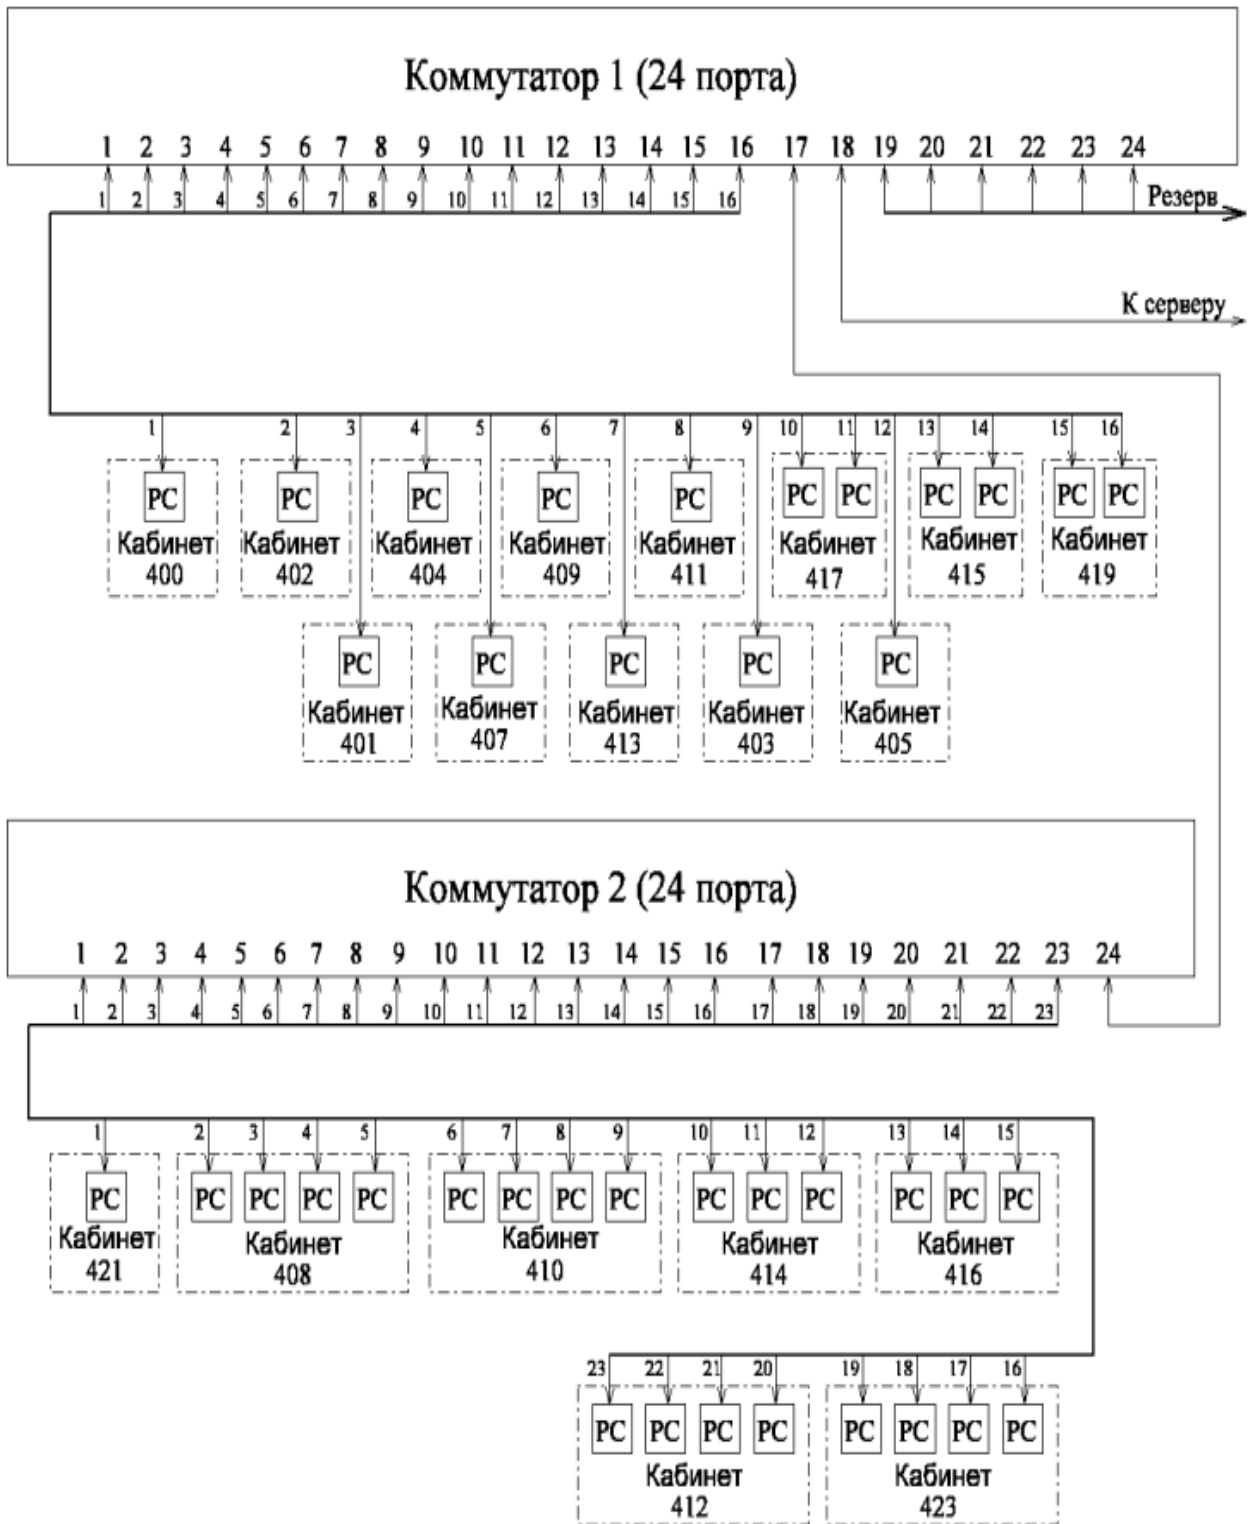 Коммутатор 1 (24 порта)
1 2 3 4 5 6 7 8 9 10 11 12 13 14 15 16 17 18 19 20 21 22 23 24
1 2 3 4 5 6 7 8 9 10 11 12 13 14 15 16 Резерв
К серверу
1 2 3 4 5 6 7 8 9 10 11 12 13 14 15 16
PC PC PC PC PC PC PC PC PC PC PC
Кабинет Кабинет Кабинет Кабинет Кабинет Кабинет Кабинет Кабинет
400 402 404 409 411 417 415 419
PC PC PC PC PC
Кабинет Кабинет Кабинет Кабинет Кабинет
401 407 413 403 405
Коммутатор 2 (24 порта)
1 2 3 4 5 6 7 8 9 10 11 12 13 14 15 16 17 18 19 20 21 22 23 24
1 2 3 4 5 6 7 8 9 10 11 12 13 14 15 16 17 18 19 20 21 22 23
1 2 3 4 5 6 7 8 9 10 11 12 13 14 15
PC PC PC PC PC PC PC PC PC PC PC PC PC PC PC
Кабинет Кабинет Кабинет Кабинет Кабинет
421 408 410 414 416
23 22 21 20 19 18 17 16
PC PC PC PC PC PC PC PC
Кабинет Кабинет
412 423